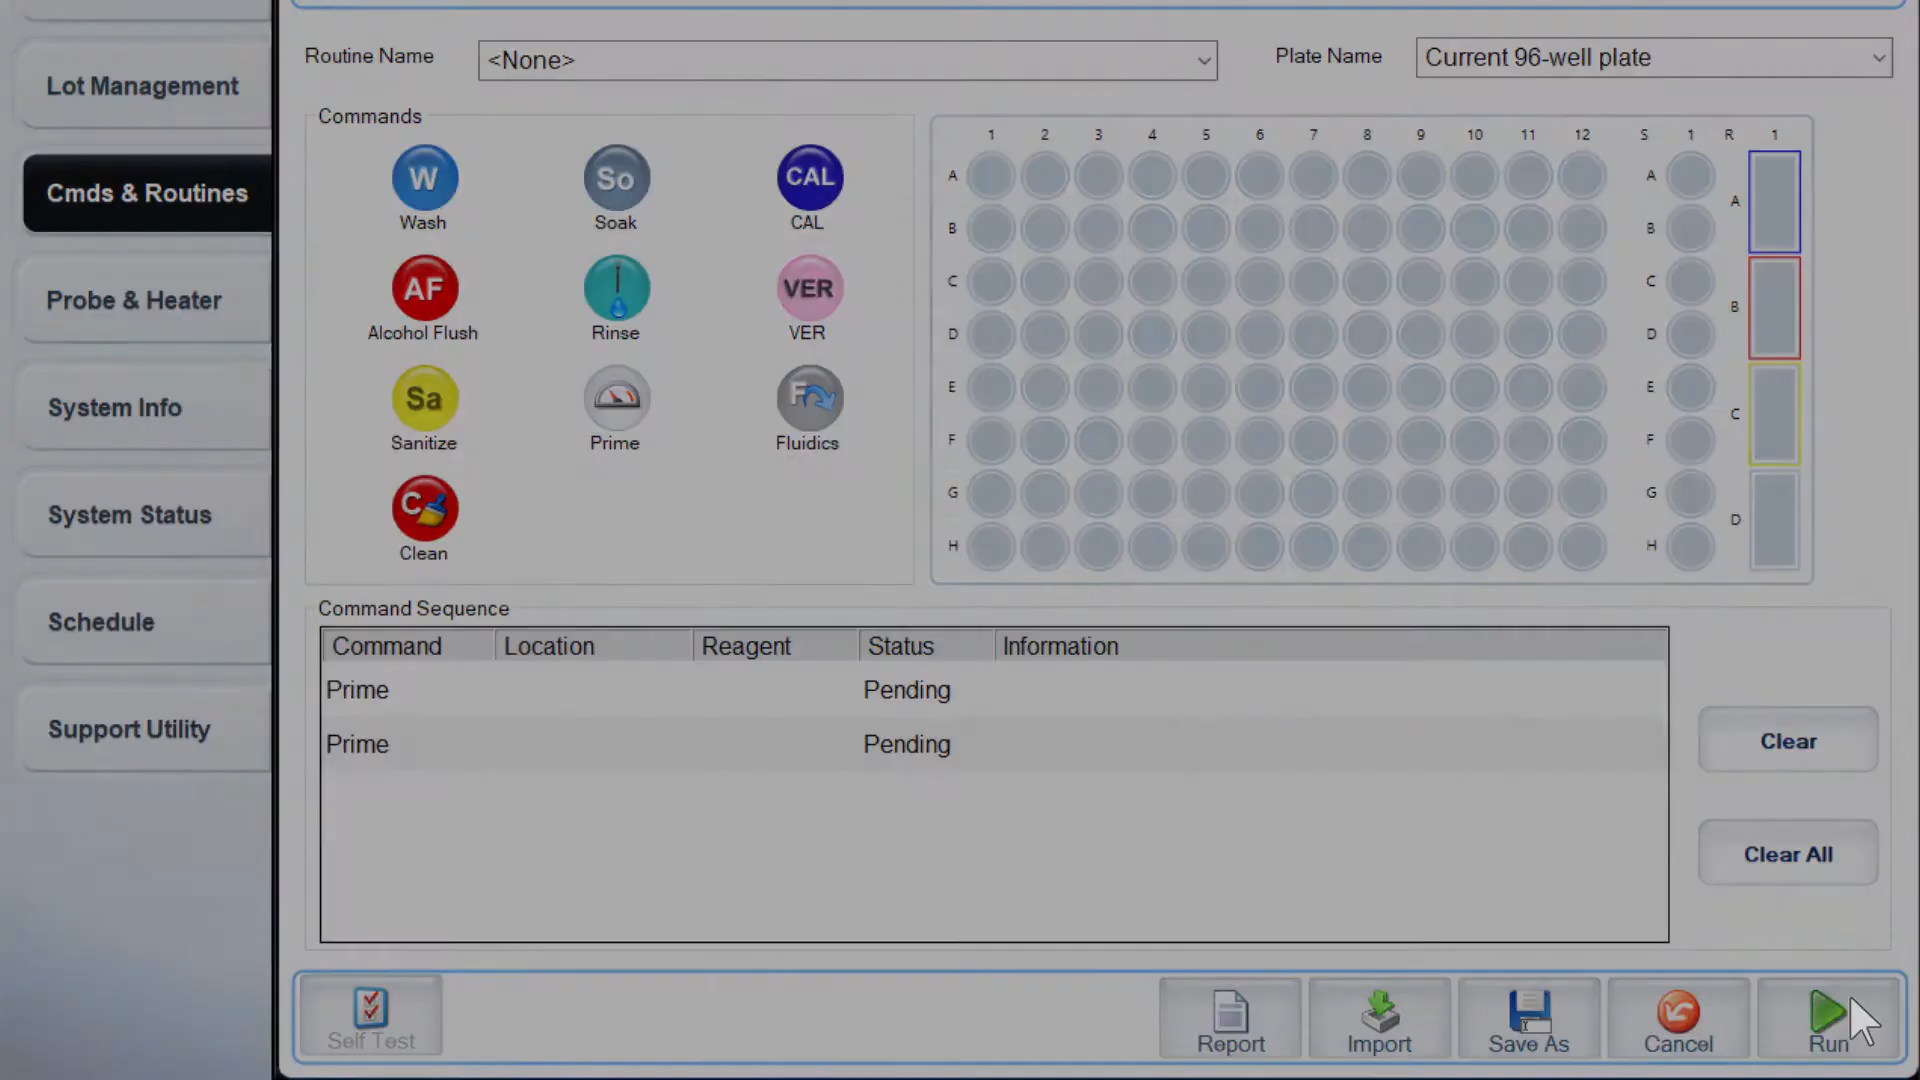 Lot Management
Cmds & Routines
Probe & Heater
System Info
System Status
Schedule
Support Utility
Routine Name
<None>
Plate Name
Current 96-well plate
Commands
W
Wash
So
Soak
CAL
CAL
AF
Alcohol Flush
Rinse
VER
VER
Sa
Sanitize
Prime
F
Fluidics
C
Clean
1 2 3 4 5 6 7 8 9 10 11 12 S 1 R 1
A A
A
B B
C C
B
D D
E E
C
F F
G G
D
H H
Command Sequence
Command Location Reagent Status Information
Prime Pending
Prime Pending
Clear
Clear All
Self Test
Report
Import
Save As
Cancel
Run